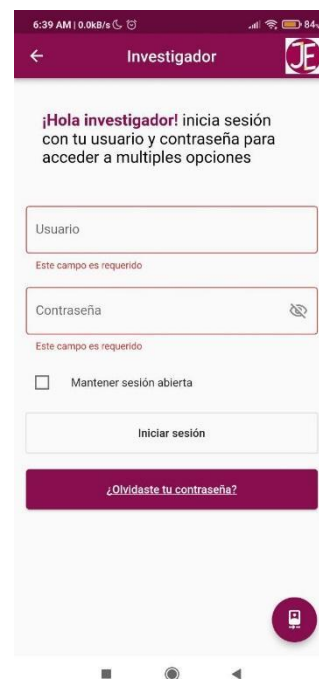 6:39 AM | 0.0kB/s
84
Investigador
JE
¡Hola investigador! inicia sesión
con tu usuario y contraseña para
acceder a multiples opciones
Usuario
Este campo es requerido
Contraseña
Este campo es requerido
Mantener sesión abierta
Iniciar sesión
¿Olvidaste tu contraseña?